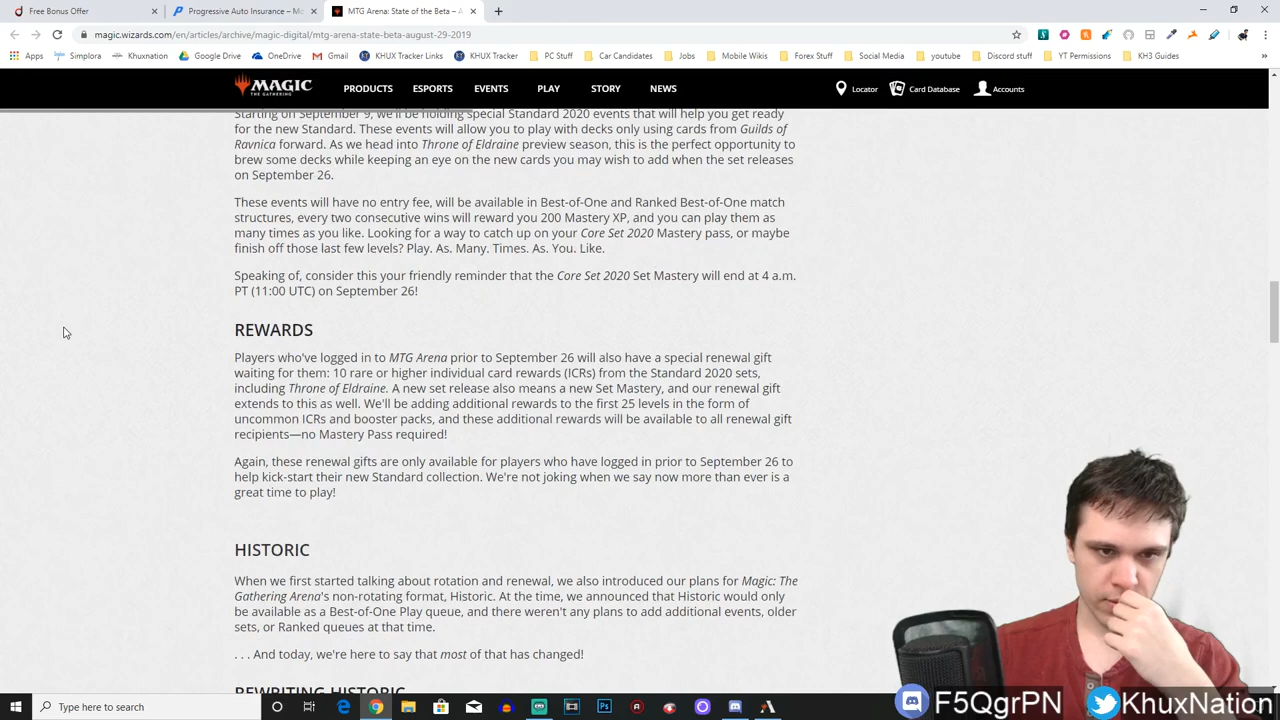 Free Bonus Offer
Progressive Auto Insurance – Mo
MTG Arena: State of the Beta – A
magic.wizards.com/en/articles/archive/magic-digital/mtg-arena-state-beta-august-29-2019
Apps Simplora Khuxnation Google Drive OneDrive Gmail KHUX Tracker Links KHUX Tracker PC Stuff Car Candidates Jobs Mobile Wikis Forex Stuff Social Media youtube Discord stuff YT Permissions KH3 Guides
MAGIC THE GATHERING PRODUCTS ESPORTS EVENTS PLAY STORY NEWS Locator Card Database Accounts
Starting on September 9, we'll be holding special Standard 2020 events that will help you get ready
for the new Standard. These events will allow you to play with decks only using cards from Guilds of
Ravnica forward. As we head into Throne of Eldraine preview season, this is the perfect opportunity to
brew some decks while keeping an eye on the new cards you may wish to add when the set releases
on September 26.
These events will have no entry fee, will be available in Best-of-One and Ranked Best-of-One match
structures, every two consecutive wins will reward you 200 Mastery XP, and you can play them as
many times as you like. Looking for a way to catch up on your Core Set 2020 Mastery pass, or maybe
finish off those last few levels? Play. As. Many. Times. As. You. Like.
Speaking of, consider this your friendly reminder that the Core Set 2020 Set Mastery will end at 4 a.m.
PT (11:00 UTC) on September 26!
REWARDS
Players who've logged in to MTG Arena prior to September 26 will also have a special renewal gift
waiting for them: 10 rare or higher individual card rewards (ICRs) from the Standard 2020 sets,
including Throne of Eldraine. A new set release also means a new Set Mastery, and our renewal gift
extends to this as well. We'll be adding additional rewards to the first 25 levels in the form of
uncommon ICRs and booster packs, and these additional rewards will be available to all renewal gift
recipients—no Mastery Pass required!
Again, these renewal gifts are only available for players who have logged in prior to September 26 to
help kick-start their new Standard collection. We're not joking when we say now more than ever is a
great time to play!
HISTORIC
When we first started talking about rotation and renewal, we also introduced our plans for Magic: The
Gathering Arena's non-rotating format, Historic. At the time, we announced that Historic would only
be available as a Best-of-One Play queue, and there weren't any plans to add additional events, older
sets, or Ranked queues at that time.
. . . And today, we're here to say that most of that has changed!
REWRITING HISTORIC
F5QgrPN KhuxNation
Type here to search